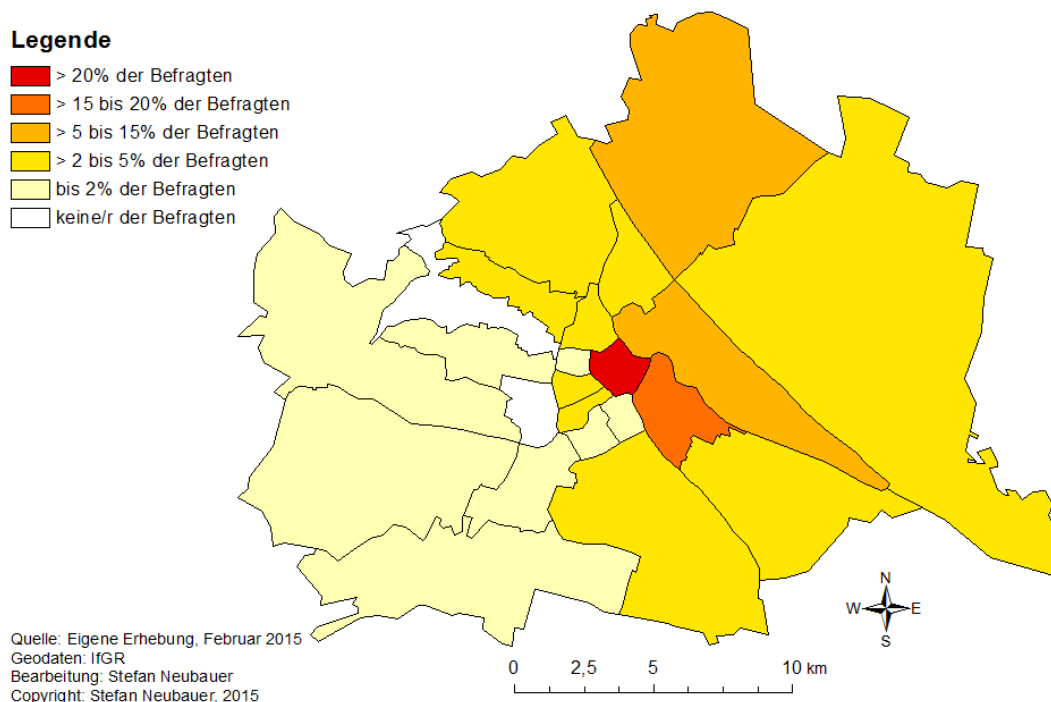 Legende
> 20% der Befragten
> 15 bis 20% der Befragten
> 5 bis 15% der Befragten
> 2 bis 5% der Befragten
bis 2% der Befragten
keine/r der Befragten
N
W E
S
Quelle: Eigene Erhebung, Februar 2015
Geodaten: IfGR
Bearbeitung: Stefan Neubauer
Copyright: Stefan Neubauer, 2015
0 2,5 5 10 km